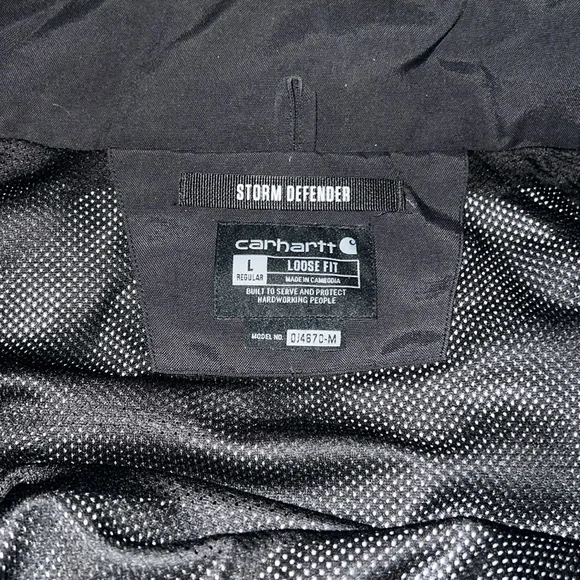 STORM DEFENDER
carhartt
L
REGULAR
LOOSE FIT
MADE IN CAMBODIA
BUILT TO SERVE AND PROTECT
HARDWORKING PEOPLE
MODEL NO. OJ4670-M